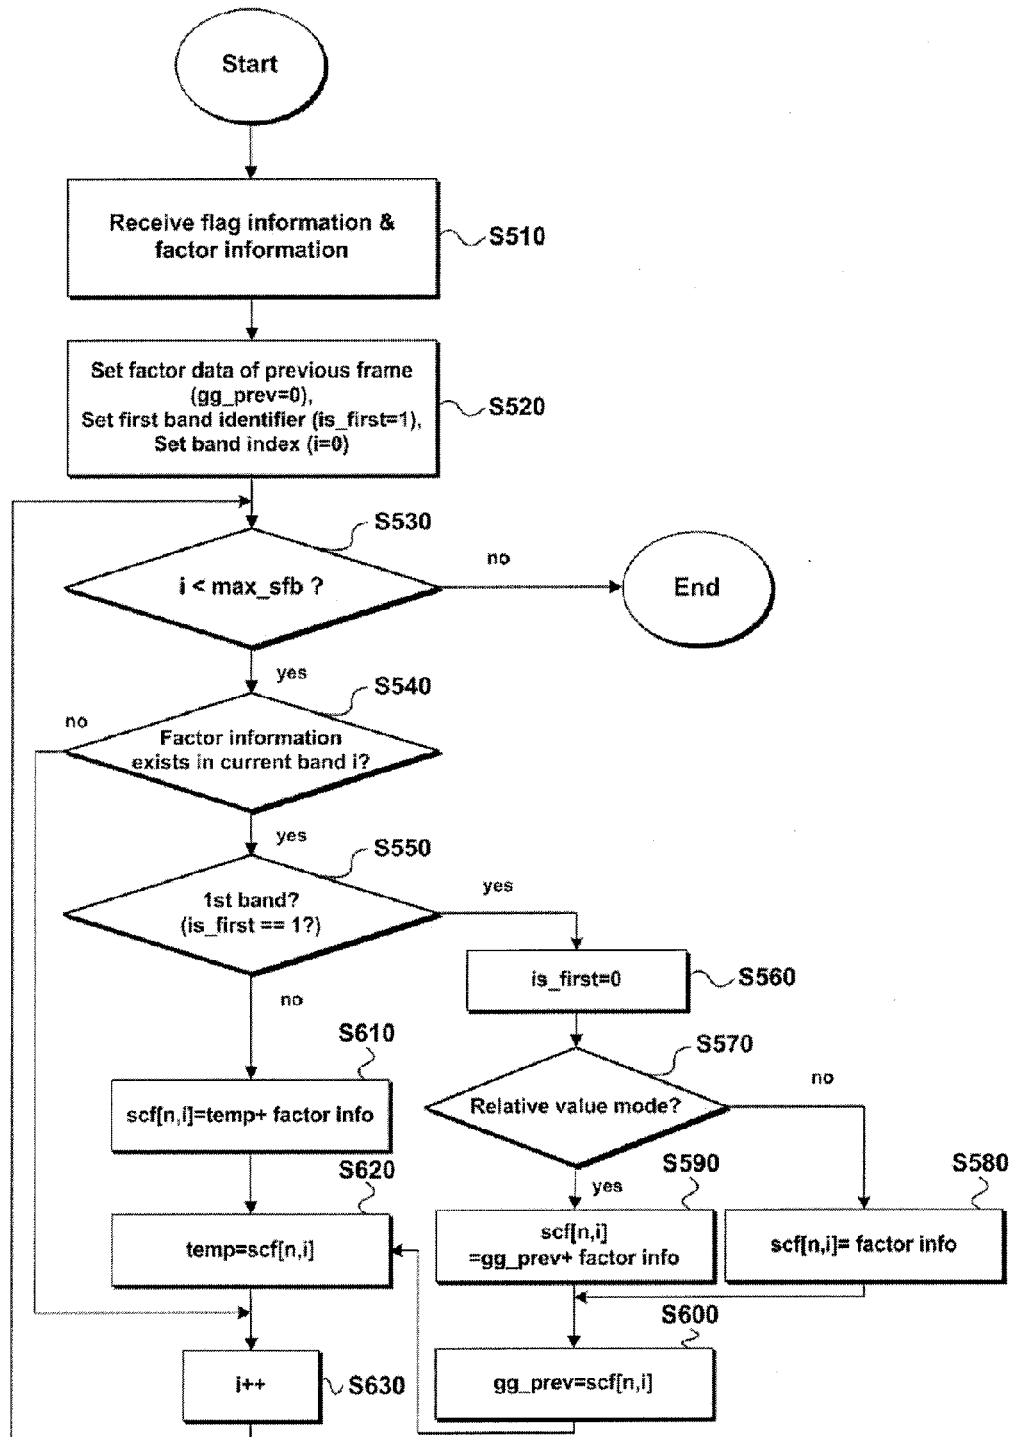 Start
Receive flag information &
factor information
S510
Set factor data of previous frame
(gg_prev=0),
Set first band identifier (is_first=1),
Set band index (i=0)
S520
S530
i < max_sfb ?
no
End
yes
S540
no
Factor information
exists in current band i?
yes
S550
1st band?
(is_first == 1?)
yes
is_first=0
S560
no
S570
Relative value mode?
no
S610
scf[n,i]=temp+ factor info
S590
yes
scf[n,i]
=gg_prev+ factor info
S580
scf[n,i]= factor info
S620
temp=scf[n,i]
S600
gg_prev=scf[n,i]
i++
S630